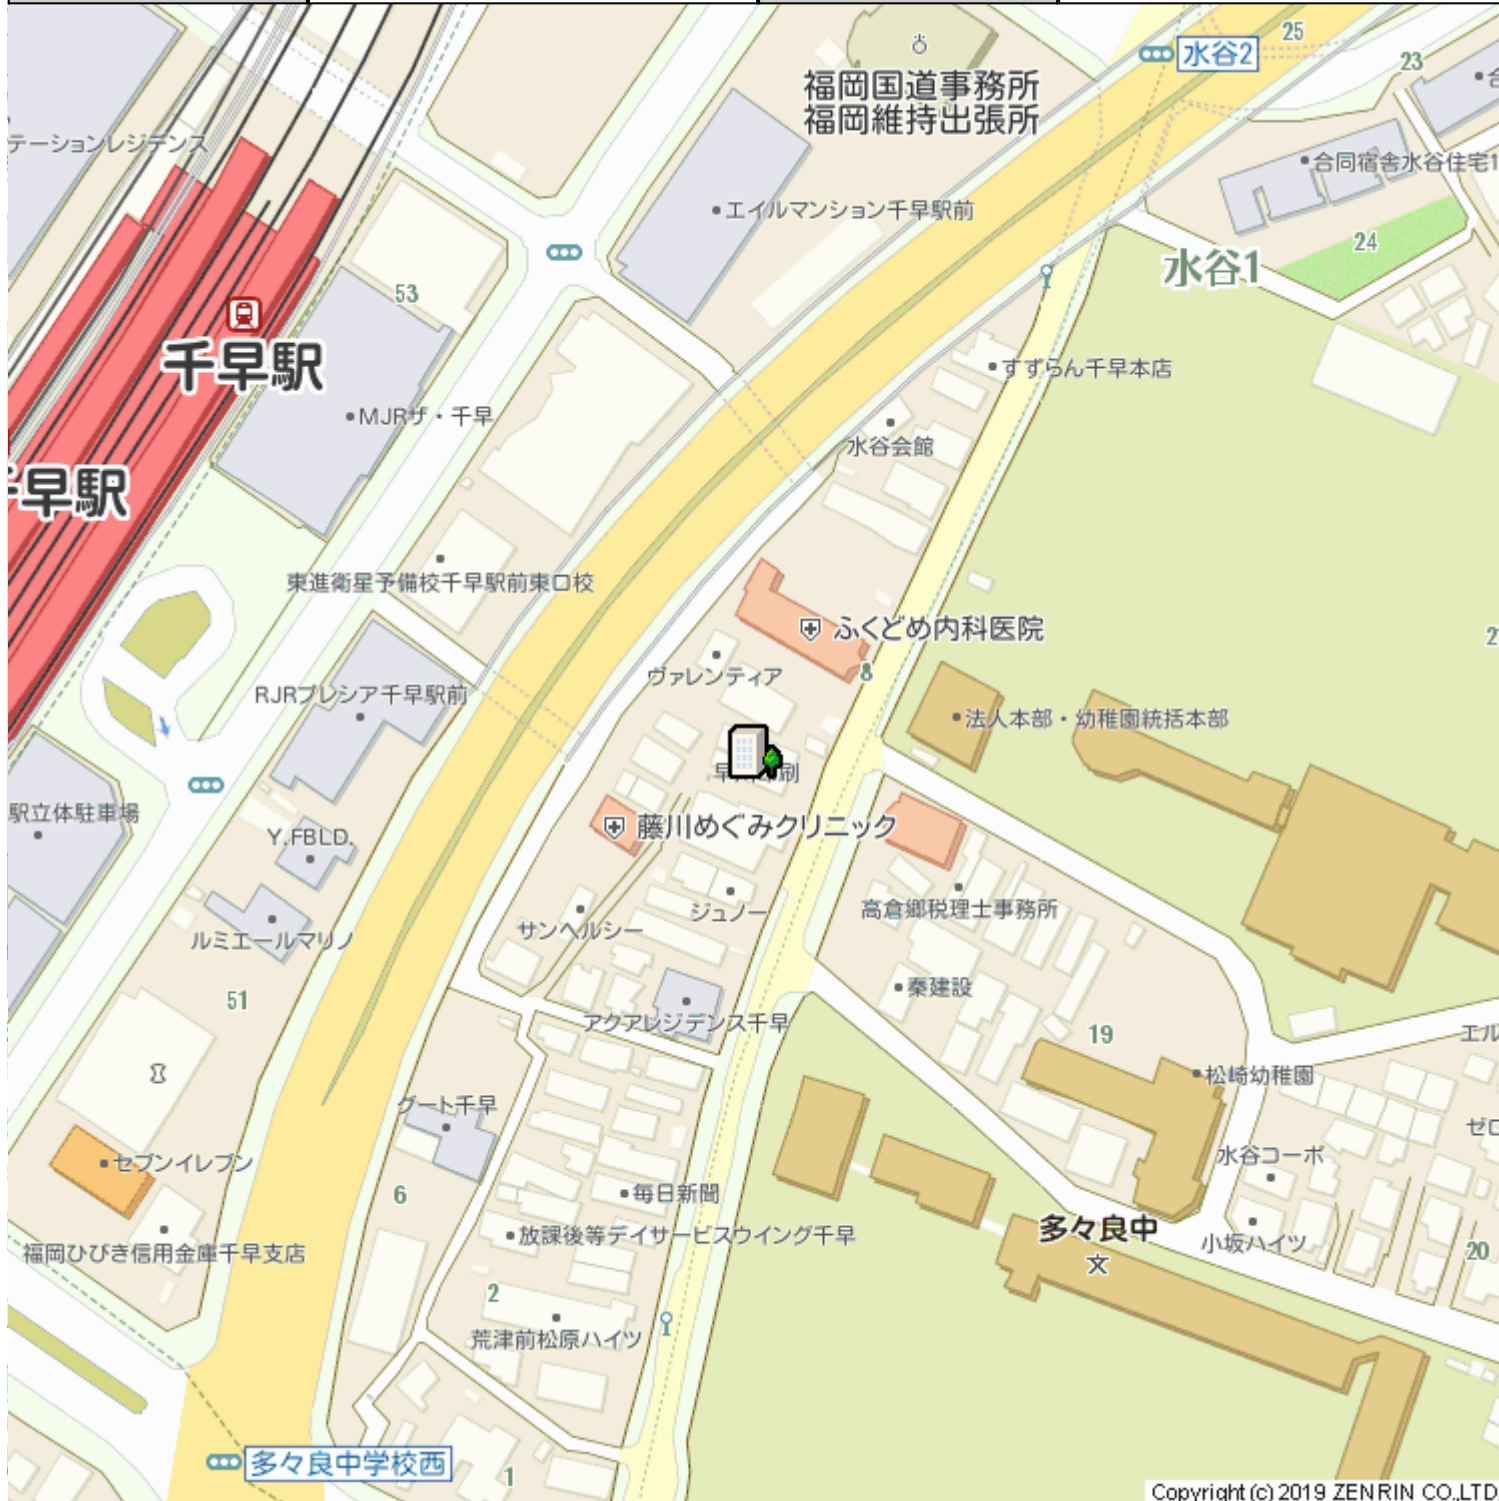 25
水谷2
23
福岡国道事務所
福岡維持出張所
テーションレジデンス
合同宿舎水谷住宅1
エイルマンション千早駅前
24
水谷1
53
千早駅
すずらん千早本店
MJRザ・千早
水谷会館
千早駅
東進衛星予備校千早駅前東口校
ふくどめ内科医院
ヴァレンティア
8
RJRプレシア千早駅前
法人本部・幼稚園統括本部
駅立体駐車場
藤川めぐみクリニック
Y.FBLD.
ジュノー
高倉郷税理士事務所
サンヘルシー
ルミエールマリノ
秦建設
51
アクアレジデンス千早
19
エル
松崎幼稚園
グート千早
ゼロ
セブンイレブン
水谷コーポ
6
毎日新聞
多々良中
放課後等デイサービスウイング千早
小坂ハイツ
福岡ひびき信用金庫千早支店
文
20
2
荒津前松原ハイツ
多々良中学校西
1
Copyright (c) 2019 ZENRIN CO.,LTD